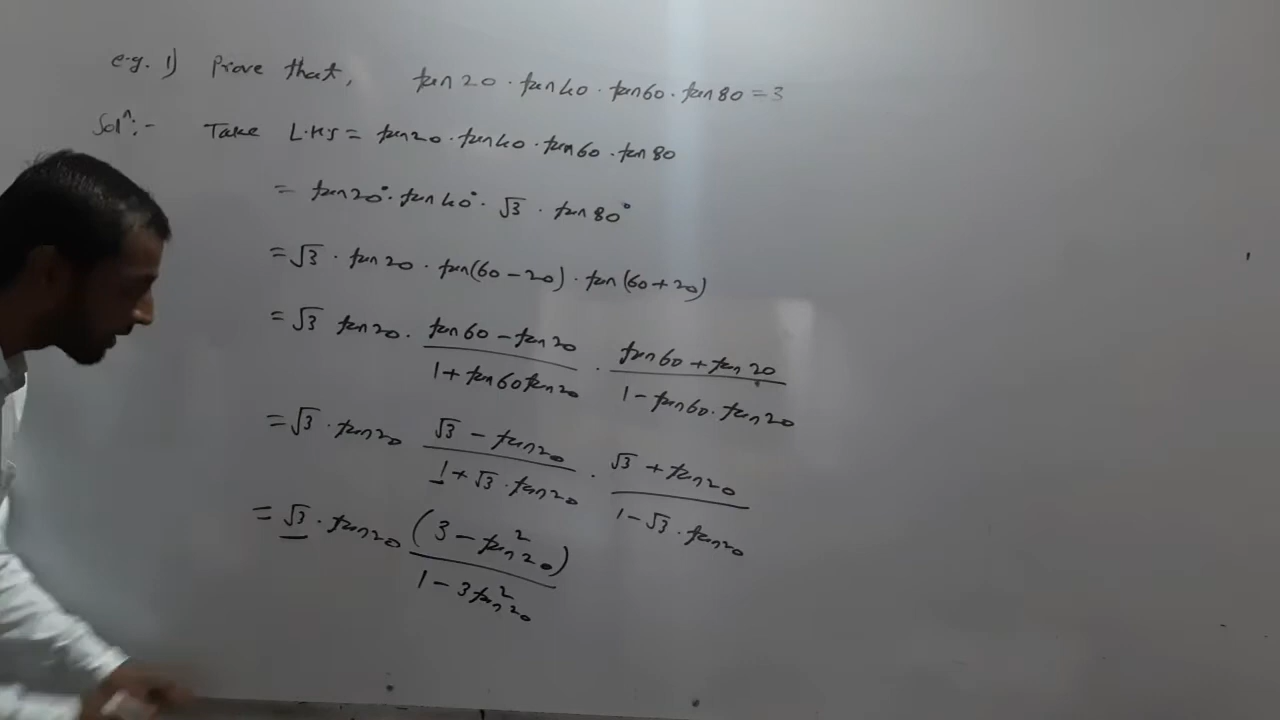 e.g. 1) Prove that, tan 20 · tan 40 · tan 60 · tan 80 = 3
Solⁿ:- Take L.H.S = tan 20 · tan 40 · tan 60 · tan 80
= tan 20° · tan 40° · √3 · tan 80°
= √3 · tan 20 · tan(60 - 20) · tan(60 + 20)
= √3 tan 20 · (tan 60 - tan 20)/(1 + tan 60 tan 20) · (tan 60 + tan 20)/(1 - tan 60 · tan 20)
= √3 · tan 20 (√3 - tan 20)/(1 + √3 · tan 20) · (√3 + tan 20)/(1 - √3 · tan 20)
= √3 · tan 20 (3 - tan² 20)/(1 - 3 tan² 20)